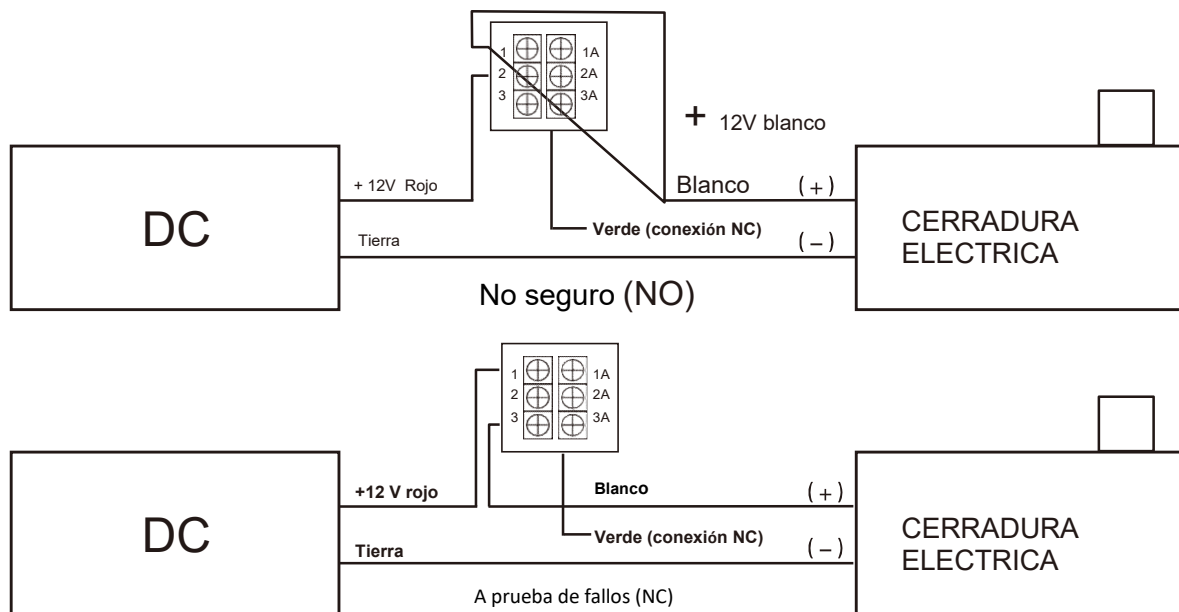 1 1A
2 2A
3 3A
+ 12V blanco
+ 12V Rojo
Blanco (+)
DC
Verde (conexión NC)
Tierra (-)
CERRADURA
ELECTRICA
No seguro (NO)
1 1A
2 2A
3 3A
+12 V rojo
Blanco (+)
DC
Verde (conexión NC)
Tierra (-)
CERRADURA
ELECTRICA
A prueba de fallos (NC)